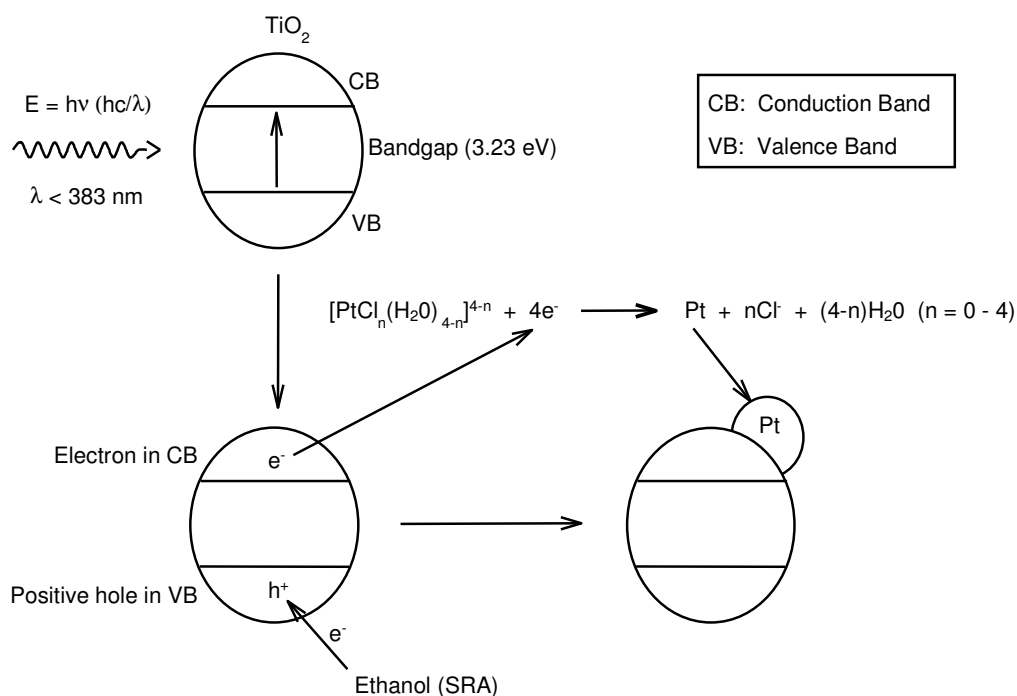 TiO₂
CB
E = hν (hc/λ)
Bandgap (3.23 eV)
λ < 383 nm
VB
CB: Conduction Band
VB: Valence Band
[PtClₙ(H₂0)₄₋ₙ]⁴⁻ⁿ + 4e⁻ Pt + nCl⁻ + (4-n)H₂0 (n = 0 - 4)
Pt
Electron in CB
e⁻
Positive hole in VB
h⁺
e⁻
Ethanol (SRA)